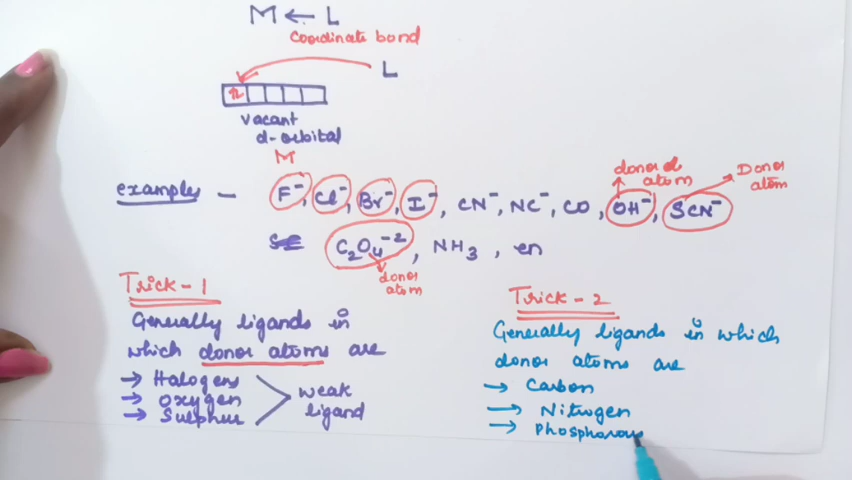 M ← L
Coordinate bond
L
vacant
d-orbital
M
donor atom
Donor atom
examples - F⁻, Cl⁻, Br⁻, I⁻, CN⁻, NC⁻, CO, OH⁻, SCN⁻
C₂O₄⁻², NH₃, en
donor atom
Trick-1
Generally ligands in
which donor atoms are
→ Halogens
→ oxygen
→ Sulphur
weak
ligand
Trick-2
Generally ligands in which
donor atoms are
→ Carbon
→ Nitrogen
→ Phosphorous